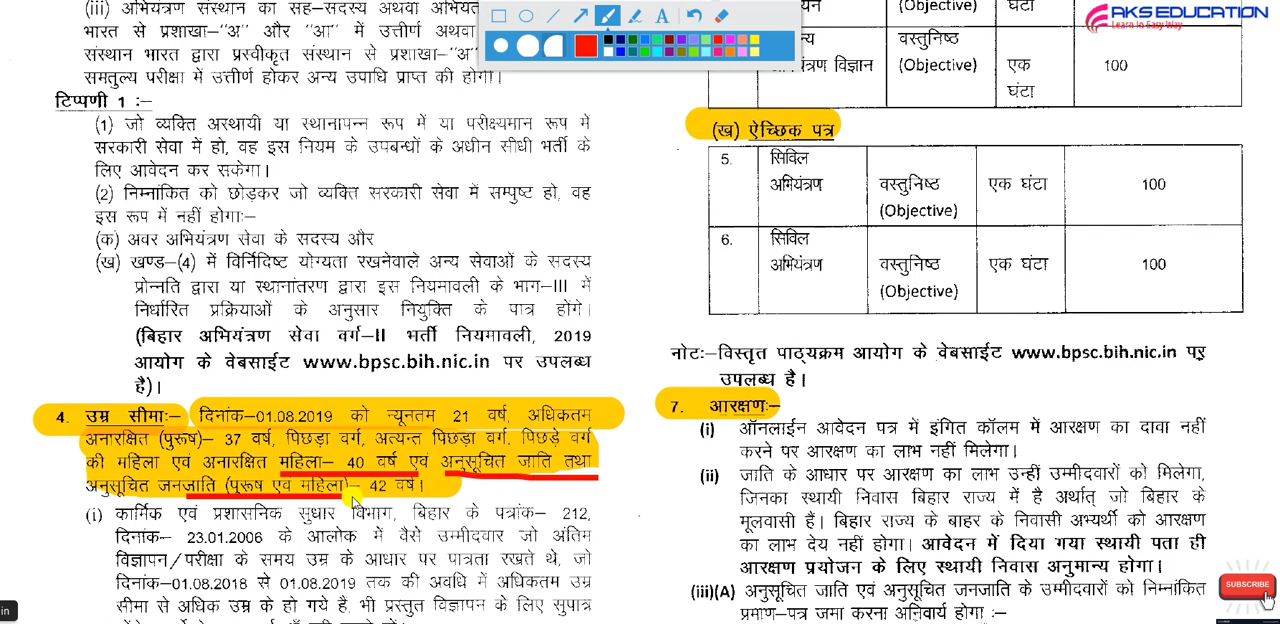 (iii) अभियंत्रण संस्थान का सह-सदस्य अथवा
भारत से प्रशाखा-"अ" और "आ" में उत्तीर्ण अथवा
संस्थान भारत द्वारा प्रस्वीकृत संस्थान से प्रशाखा-"अ"
समतुल्य परीक्षा में उत्तीर्ण होकर अन्य उपाधि प्राप्त की होगी।
टिप्पणी 1 :-
(1) जो व्यक्ति अस्थायी या स्थानापन्न रूप में या परीक्ष्यमान रूप में
सरकारी सेवा में हो, वह इस नियम के उपबन्धों के अधीन सीधी भर्ती के
लिए आवेदन कर सकेगा।
(2) निम्नांकित को छोड़कर जो व्यक्ति सरकारी सेवा में सम्पुष्ट हो, वह
इस रूप में नहीं होगाः-
(क) अवर अभियंत्रण सेवा के सदस्य और
(ख) खण्ड-(4) में विर्निदिष्ट योग्यता रखनेवाले अन्य सेवाओं के सदस्य
प्रोन्नति द्वारा या स्थानांतरण द्वारा इस नियमावली के भाग-III में
निर्धारित प्रक्रियाओं के अनुसार नियुक्ति के पात्र होंगे।
(बिहार अभियंत्रण सेवा वर्ग-II भर्ती नियमावली, 2019
आयोग के वेबसाईट www.bpsc.bih.nic.in पर उपलब्ध
है)।
4. उम्र सीमाः- दिनांक-01.08.2019 को न्यूनतम 21 वर्ष, अधिकतम
अनारक्षित (पुरूष)- 37 वर्ष, पिछड़ा वर्ग, अत्यन्त पिछड़ा वर्ग, पिछड़े वर्ग
की महिला एवं अनारक्षित महिला- 40 वर्ष एवं अनुसूचित जाति तथा
अनुसूचित जनजाति (पुरूष एवं महिला)- 42 वर्ष।
(i) कार्मिक एवं प्रशासनिक सुधार विभाग, बिहार के पत्रांक- 212,
दिनांक- 23.01.2006 के आलोक में वैसे उम्मीदवार जो अंतिम
विज्ञापन/परीक्षा के समय उम्र के आधार पर पात्रता रखते थे, जो
दिनांक-01.08.2018 से 01.08.2019 तक की अवधि में अधिकतम उम्र
सीमा से अधिक उम्र के हो गये हैं, भी प्रस्तुत विज्ञापन के लिए सुपात्र
in
A
AKS EDUCATION
Learn in Easy Way
(Objective) घंटा
वस्तुनिष्ठ
विज्ञान (Objective) एक 100
घंटा
(ख) ऐच्छिक पत्र
5. सिविल
अभियंत्रण वस्तुनिष्ठ एक घंटा 100
(Objective)
6. सिविल
अभियंत्रण वस्तुनिष्ठ एक घंटा 100
(Objective)
नोटः-विस्तृत पाठ्यक्रम आयोग के वेबसाईट www.bpsc.bih.nic.in पर
उपलब्ध है।
7. आरक्षणः-
(i) ऑनलाईन आवेदन पत्र में इंगित कॉलम में आरक्षण का दावा नहीं
करने पर आरक्षण का लाभ नहीं मिलेगा।
(ii) जाति के आधार पर आरक्षण का लाभ उन्हीं उम्मीदवारों को मिलेगा,
जिनका स्थायी निवास बिहार राज्य में है अर्थात् जो बिहार के
मूलवासी हैं। बिहार राज्य के बाहर के निवासी अभ्यर्थी को आरक्षण
का लाभ देय नहीं होगा। आवेदन में दिया गया स्थायी पता ही
आरक्षण प्रयोजन के लिए स्थायी निवास अनुमान्य होगा।
(iii)(A) अनुसूचित जाति एवं अनुसूचित जनजाति के उम्मीदवारों को निम्नांकित
प्रमाण-पत्र जमा करना अनिवार्य होगा :-
SUBSCRIBE